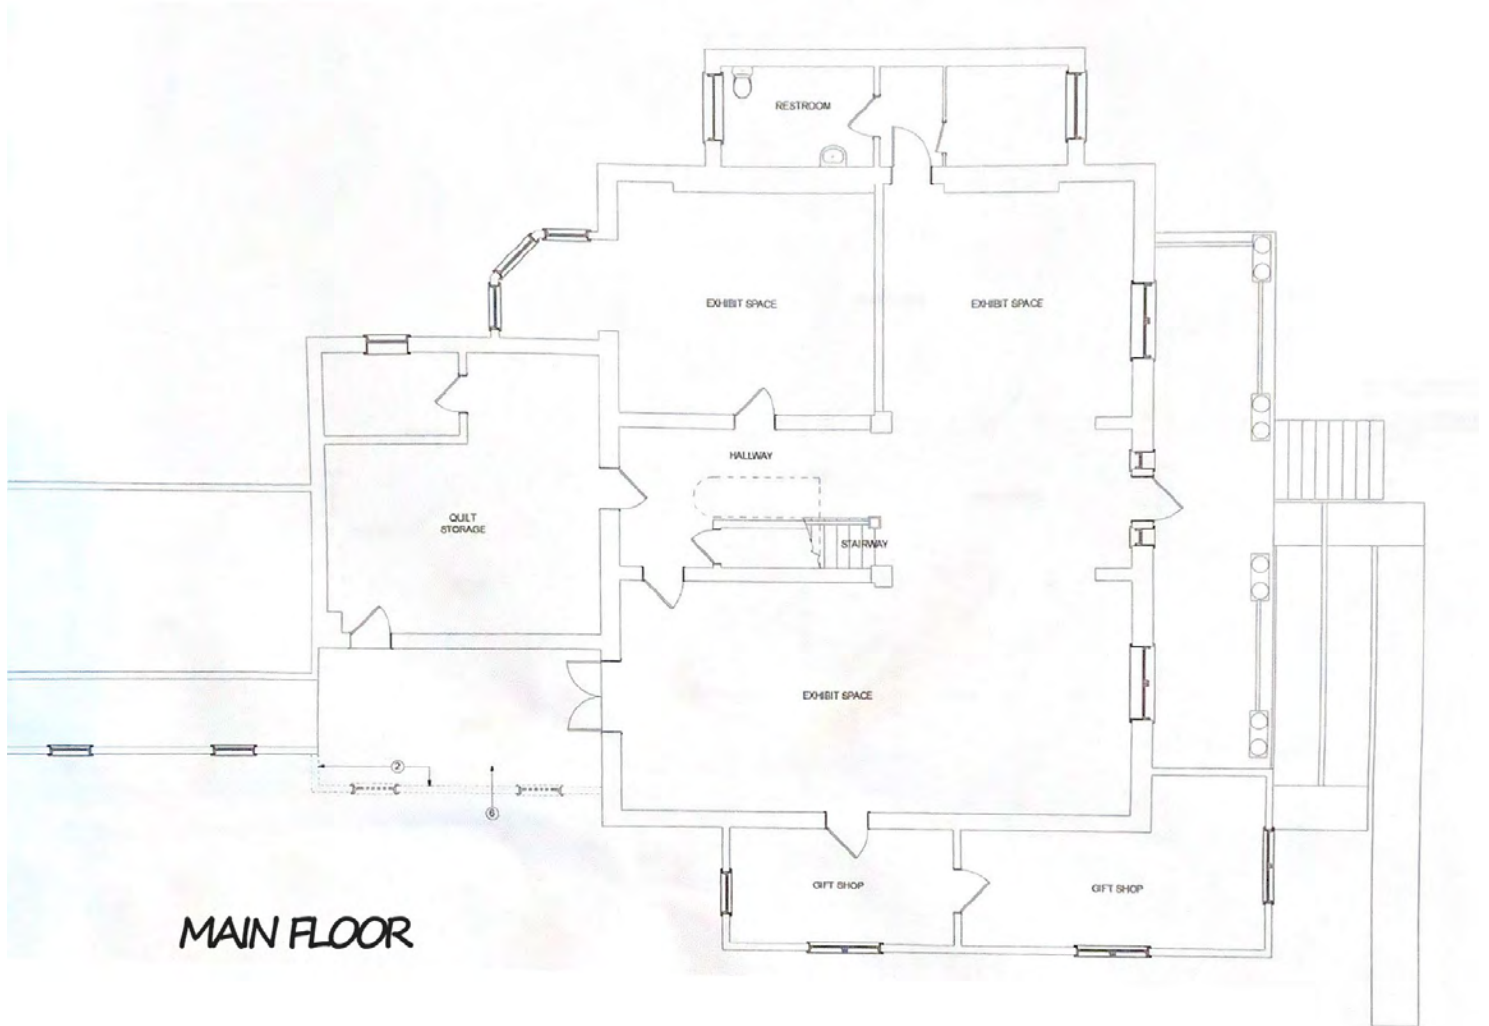 RESTROOM
EXHIBIT SPACE
EXHIBIT SPACE
HALLWAY
QUILT
STORAGE
STAIRWAY
EXHIBIT SPACE
2
6
GIFT SHOP
GIFT SHOP
MAIN FLOOR